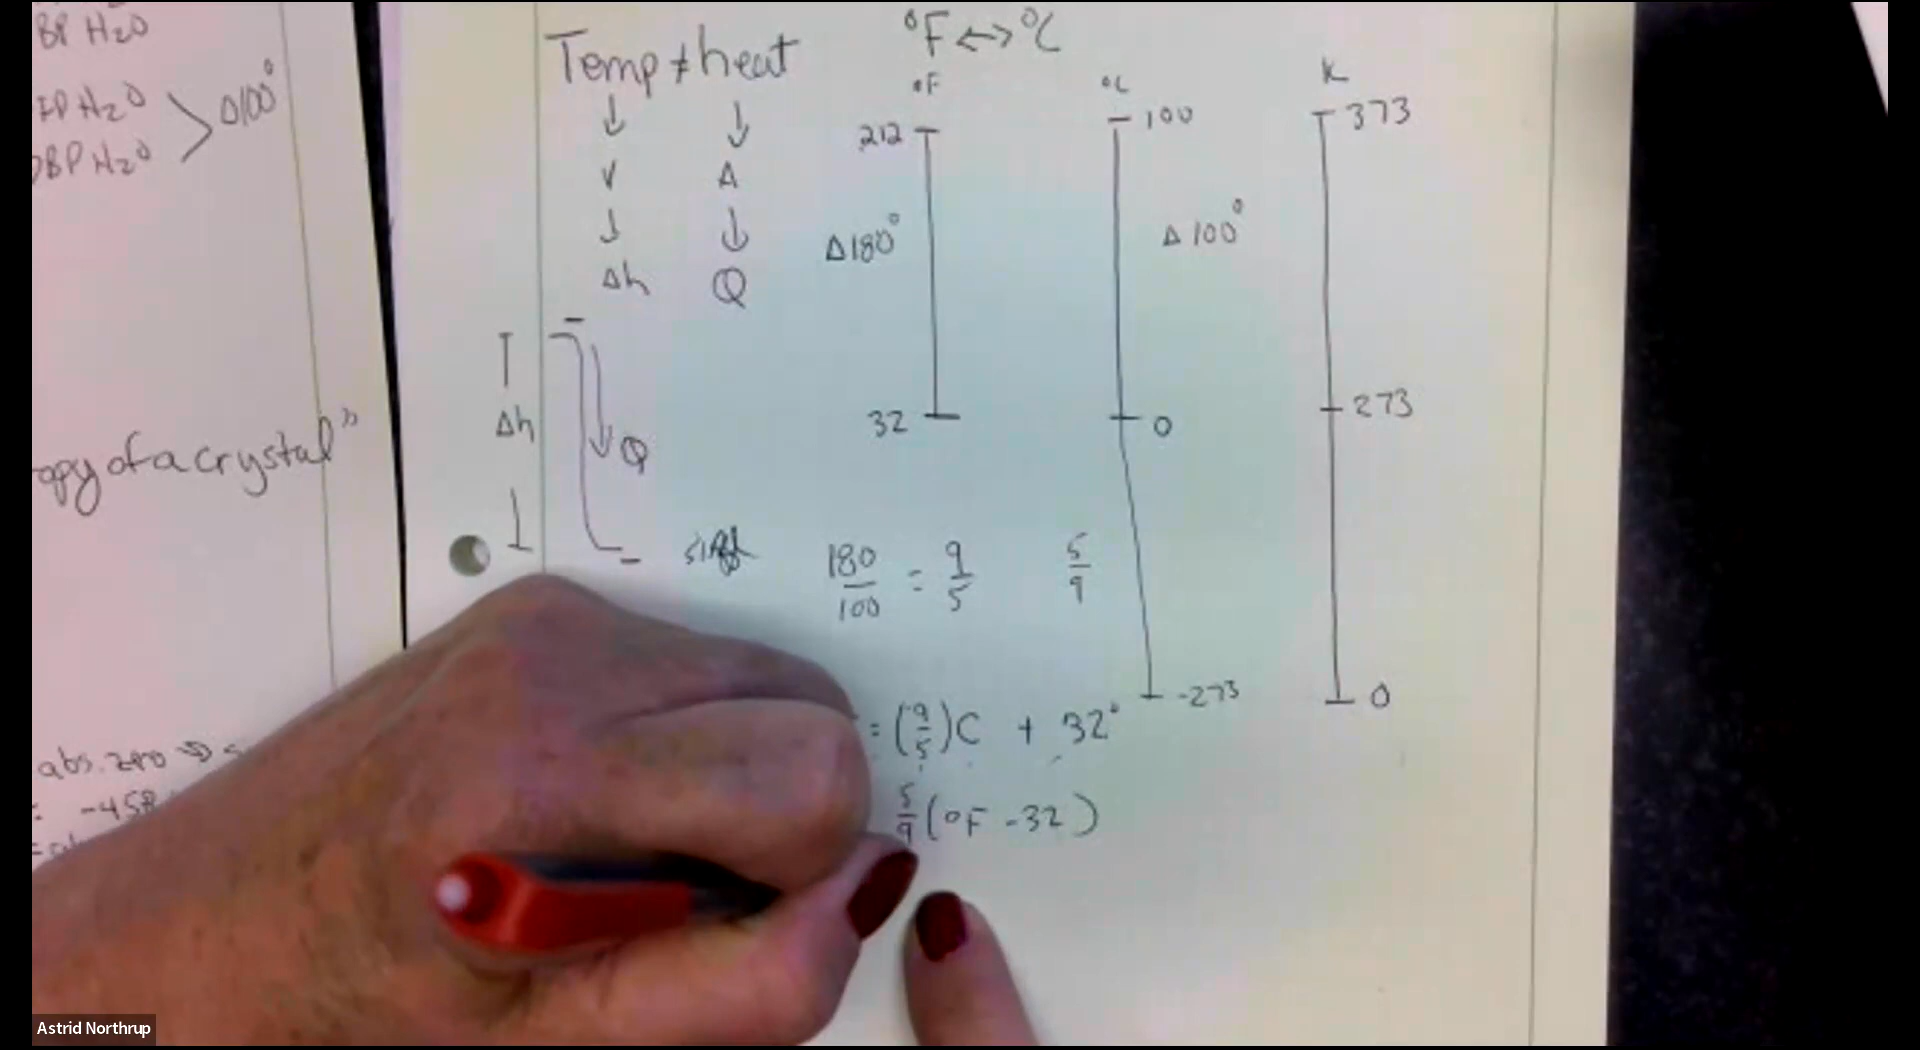 BP H₂O
FP H₂O
BP H₂O
Δ100°
of a crystal"
abs. zero ⇒
: -458
Temp ≠ heat
↓ ↓
V A
↓ ↓
Δh Q
Δh
Q
°F ↔ °C
°F °C K
212 100 373
Δ180° Δ100°
32 0 273
180/100 = 9/5 5/9
-273 0
= (9/5)C + 32°
5/9 (°F - 32)
Astrid Northrup